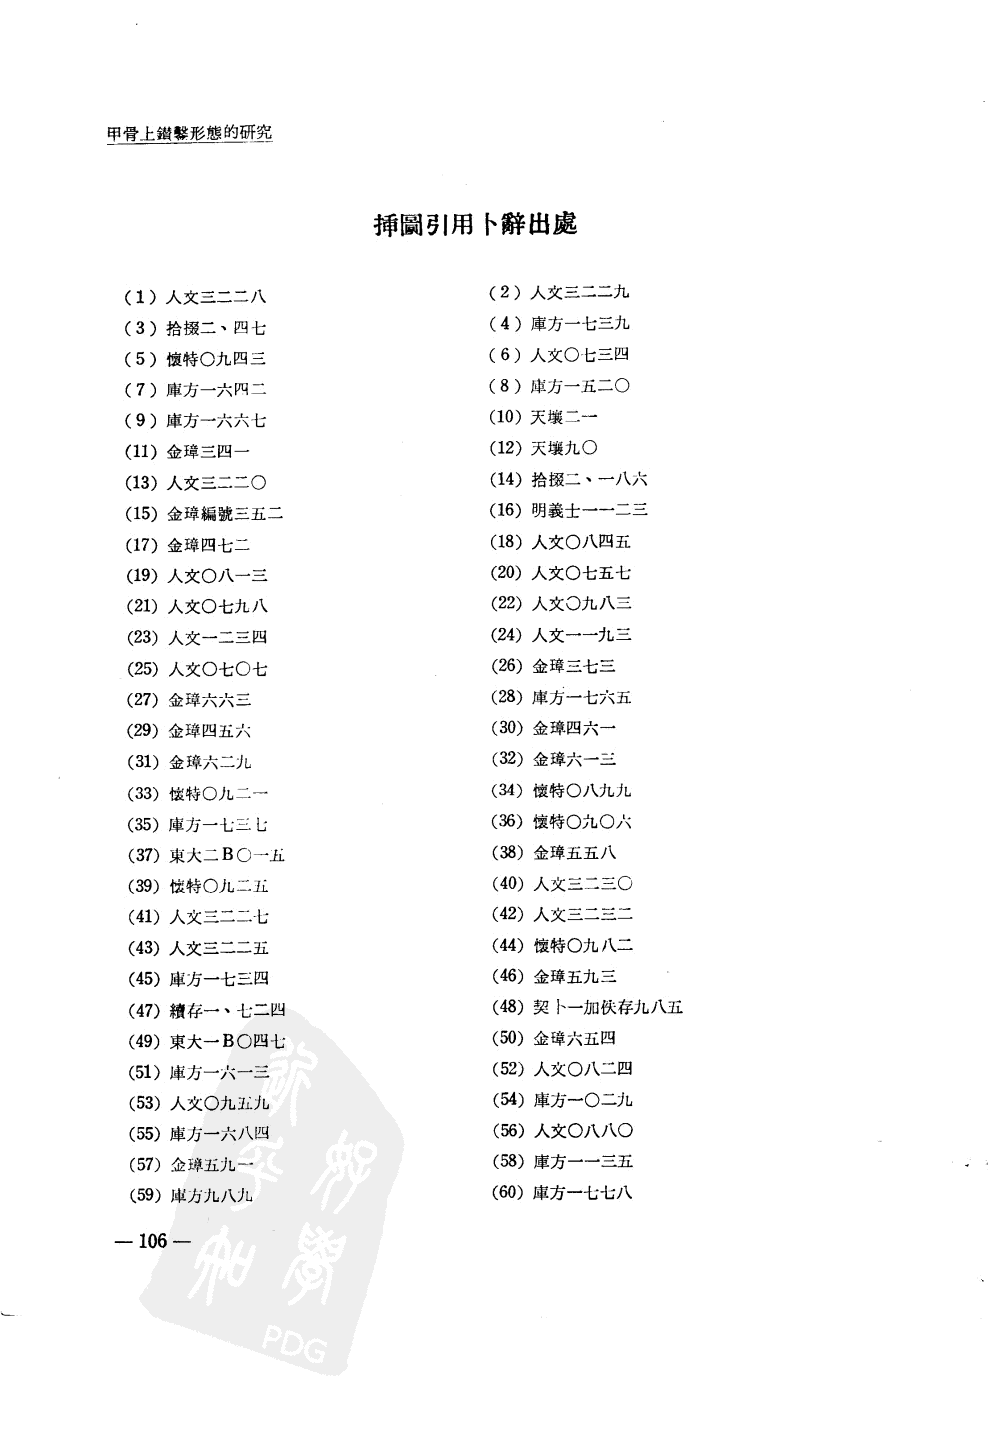 甲骨上鑽鑿形態的研究
挿圖引用卜辭出處
(1) 人文三二二八 (2) 人文三二二九
(3) 拾掇二、四七 (4) 庫方一七三九
(5) 懷特〇九四三 (6) 人文〇七三四
(7) 庫方一六四二 (8) 庫方一五二〇
(9) 庫方一六六七 (10) 天壤二一
(11) 金璋三四一 (12) 天壤九〇
(13) 人文三二二〇 (14) 拾掇二、一八六
(15) 金璋編號三五二 (16) 明義士一一二三
(17) 金璋四七二 (18) 人文〇八四五
(19) 人文〇八一三 (20) 人文〇七五七
(21) 人文〇七九八 (22) 人文〇九八三
(23) 人文一二三四 (24) 人文一一九三
(25) 人文〇七〇七 (26) 金璋三七三
(27) 金璋六六三 (28) 庫方一七六五
(29) 金璋四五六 (30) 金璋四六一
(31) 金璋六二九 (32) 金璋六一三
(33) 懷特〇九二一 (34) 懷特〇八九九
(35) 庫方一七三七 (36) 懷特〇九〇六
(37) 東大二B〇一五 (38) 金璋五五八
(39) 懷特〇九二五 (40) 人文三二三〇
(41) 人文三二二七 (42) 人文三二三二
(43) 人文三二二五 (44) 懷特〇九八二
(45) 庫方一七三四 (46) 金璋五九三
(47) 續存一、七二四 (48) 契卜一加佚存九八五
(49) 東大一B〇四七 (50) 金璋六五四
(51) 庫方一六一三 (52) 人文〇八二四
(53) 人文〇九五九 (54) 庫方一〇二九
(55) 庫方一六八四 (56) 人文〇八八〇
(57) 金璋五九一 (58) 庫方一一三五
(59) 庫方九八九 (60) 庫方一七七八
— 106 —
PDG